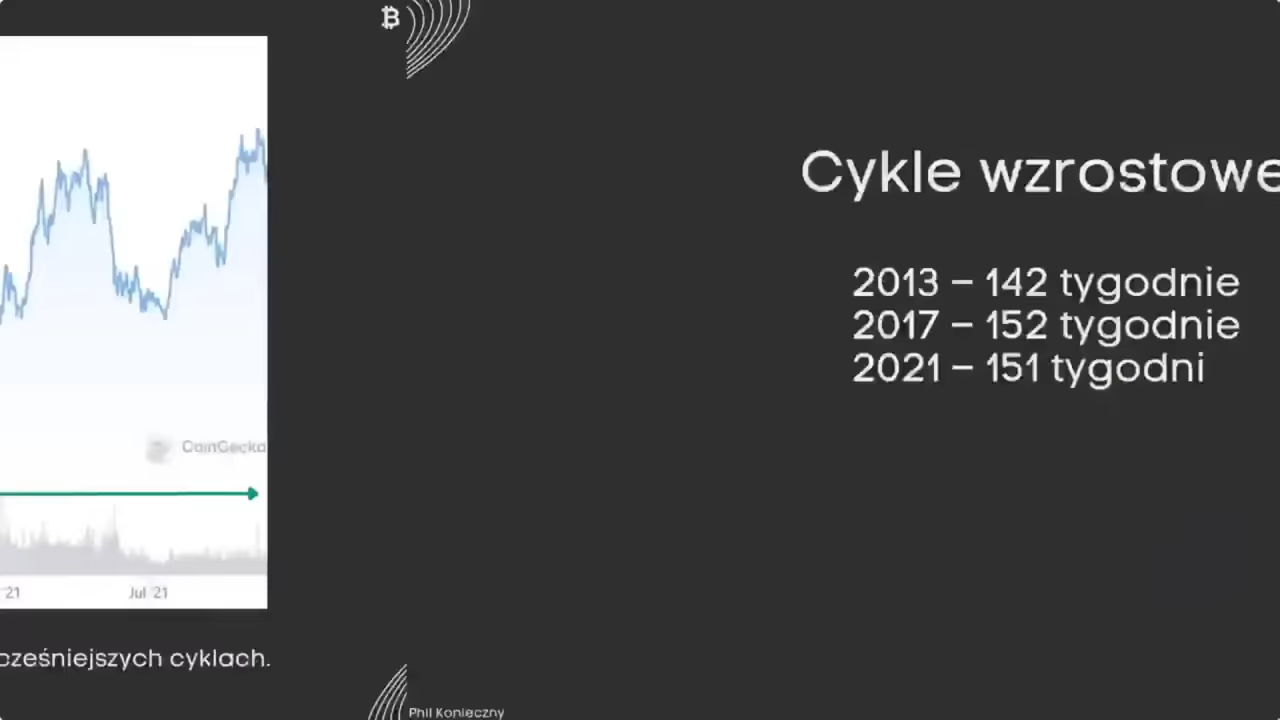 CoinGecko
'21
Jul '21
cześniejszych cyklach.
Cykle wzrostowe
2013 – 142 tygodnie
2017 – 152 tygodnie
2021 – 151 tygodni
Phil Konieczny